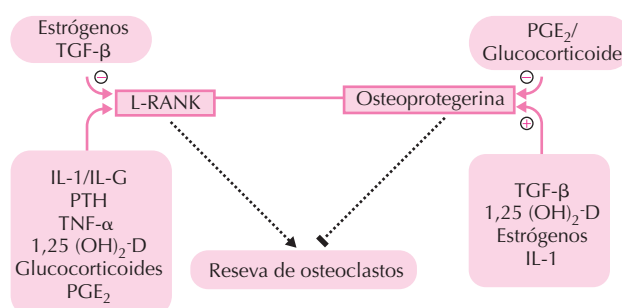 Estrógenos
TGF-β
PGE₂/
Glucocorticoide
⊖
⊖
L-RANK
Osteoprotegerina
⊕
IL-1/IL-G
PTH
TNF-α
1,25 (OH)₂-D
Glucocorticoides
PGE₂
TGF-β
1,25 (OH)₂-D
Estrógenos
IL-1
Reseva de osteoclastos